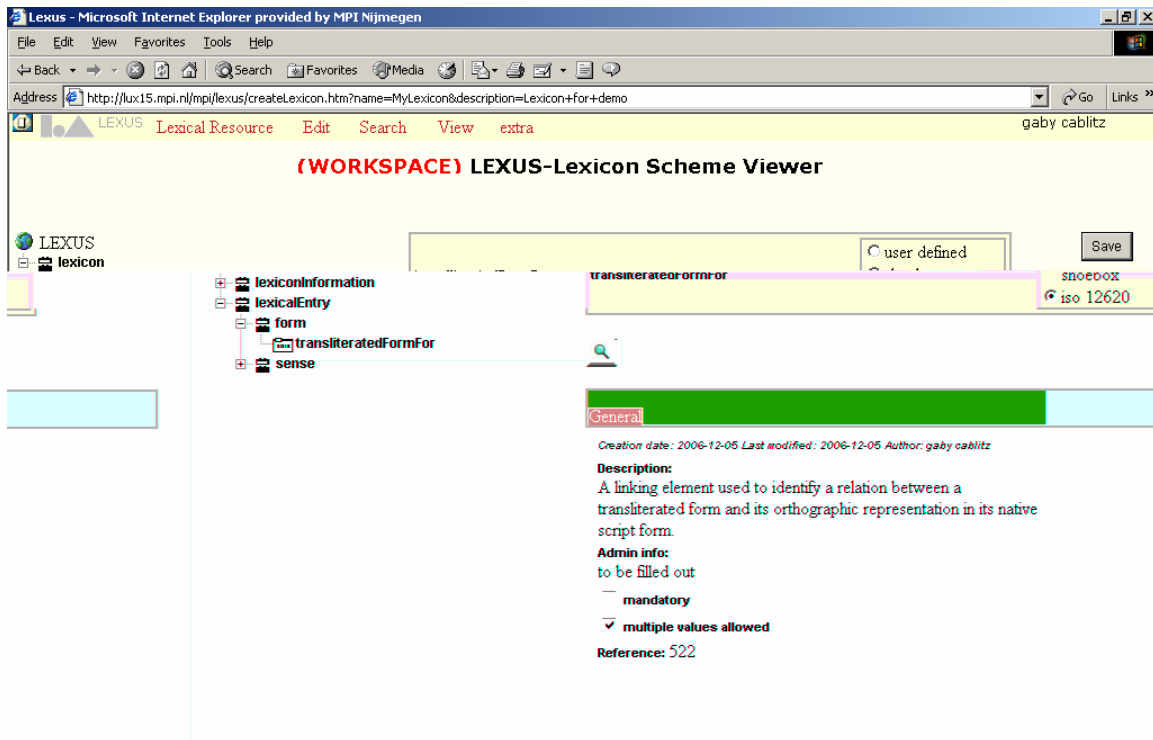 Lexus - Microsoft Internet Explorer provided by MPI Nijmegen
File Edit View Favorites Tools Help
Back Search Favorites Media
Address http://lux15.mpi.nl/mpi/lexus/createLexicon.htm?name=MyLexicon&description=Lexicon+for+demo Go Links »
LEXUS Lexical Resource Edit Search View extra gaby cablitz
(WORKSPACE) LEXUS-Lexicon Scheme Viewer
LEXUS
lexicon
user defined
Save
lexiconInformation
lexicalEntry
form
transliteratedFormFor
sense
transliteratedFormFor
shoebox
iso 12620
General
Creation date: 2006-12-05 Last modified: 2006-12-05 Author: gaby cablitz
Description:
A linking element used to identify a relation between a
transliterated form and its orthographic representation in its native
script form.
Admin info:
to be filled out
mandatory
multiple values allowed
Reference: 522